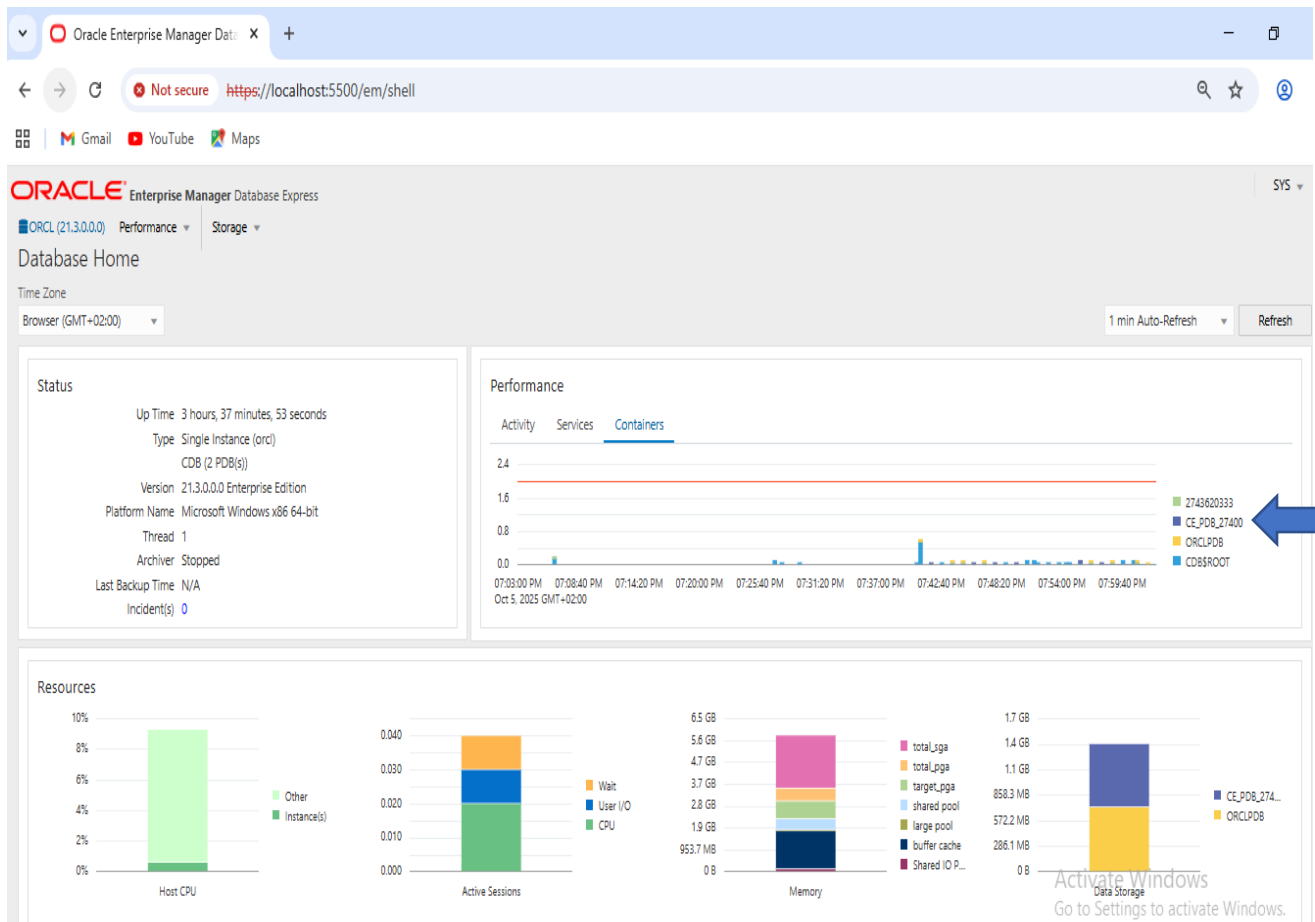 Oracle Enterprise Manager Data
Not secure https://localhost:5500/em/shell
Gmail YouTube Maps
ORACLE Enterprise Manager Database Express
SYS
ORCL (21.3.0.0.0) Performance Storage
Database Home
Time Zone
Browser (GMT+02:00)
1 min Auto-Refresh Refresh
Status
Up Time 3 hours, 37 minutes, 53 seconds
Type Single Instance (orcl)
CDB (2 PDB(s))
Version 21.3.0.0.0 Enterprise Edition
Platform Name Microsoft Windows x86 64-bit
Thread 1
Archiver Stopped
Last Backup Time N/A
Incident(s) 0
Performance
Activity Services Containers
2.4
1.6
0.8
0.0
07:03:00 PM 07:08:40 PM 07:14:20 PM 07:20:00 PM 07:25:40 PM 07:31:20 PM 07:37:00 PM 07:42:40 PM 07:48:20 PM 07:54:00 PM 07:59:40 PM
Oct 5, 2025 GMT+02:00
2743620333
CE_PDB_27400
ORCLPDB
CDB$ROOT
Resources
10%
8%
6%
4%
2%
0%
Host CPU
Other
Instance(s)
0.040
0.030
0.020
0.010
0.000
Active Sessions
Wait
User I/O
CPU
6.5 GB
5.6 GB
4.7 GB
3.7 GB
2.8 GB
1.9 GB
953.7 MB
0 B
Memory
total_sga
total_pga
target_pga
shared pool
large pool
buffer cache
Shared IO P...
1.7 GB
1.4 GB
1.1 GB
858.3 MB
572.2 MB
286.1 MB
0 B
Data Storage
CE_PDB_274...
ORCLPDB
Activate Windows
Go to Settings to activate Windows.